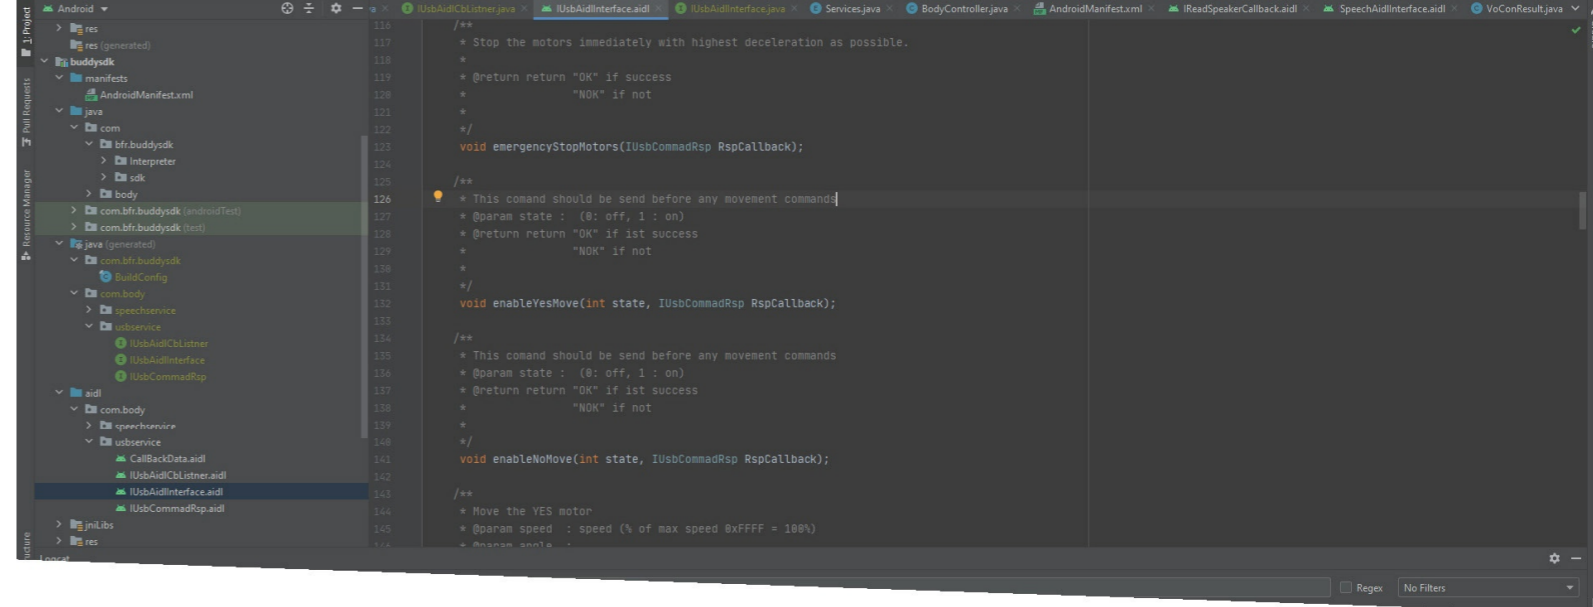 Android
IUsbAidlCbListner.java
IUsbAidlInterface.aidl
IUsbAidlInterface.java
Services.java
BodyController.java
AndroidManifest.xml
IReadSpeakerCallback.aidl
SpeechAidlInterface.aidl
VoConResult.java
1: Project
Pull Requests
Resource Manager
res
res (generated)
buddysdk
manifests
AndroidManifest.xml
java
com
bfr.buddysdk
Interpreter
sdk
body
com.bfr.buddysdk (androidTest)
com.bfr.buddysdk (test)
java (generated)
com.bfr.buddysdk
BuildConfig
com.body
speechservice
usbservice
IUsbAidlCbListner
IUsbAidlInterface
IUsbCommadRsp
aidl
com.body
speechservice
usbservice
CallBackData.aidl
IUsbAidlCbListner.aidl
IUsbAidlInterface.aidl
IUsbCommadRsp.aidl
jniLibs
res
116 /**
117 * Stop the motors immediately with highest deceleration as possible.
118 *
119 * @return return "OK" if success
120 * "NOK" if not
121 *
122 */
123 void emergencyStopMotors(IUsbCommadRsp RspCallback);
124
125 /**
126 * This comand should be send before any movement commands
127 * @param state : (0: off, 1 : on)
128 * @return return "OK" if ist success
129 * "NOK" if not
130 *
131 */
132 void enableYesMove(int state, IUsbCommadRsp RspCallback);
133
134 /**
135 * This comand should be send before any movement commands
136 * @param state : (0: off, 1 : on)
137 * @return return "OK" if ist success
138 * "NOK" if not
139 *
140 */
141 void enableNoMove(int state, IUsbCommadRsp RspCallback);
142
143 /**
144 * Move the YES motor
145 * @param speed : speed (% of max speed 0xFFFF = 100%)
* @param angle :
Logcat
Regex
No Filters